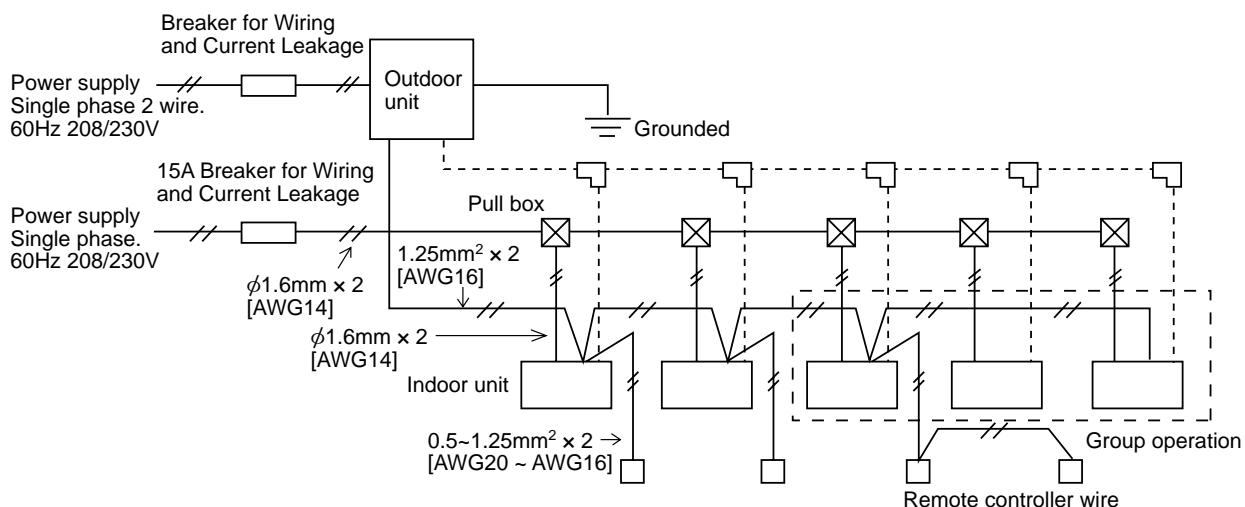 Breaker for Wiring
and Current Leakage
Power supply
Single phase 2 wire.
60Hz 208/230V
Outdoor
unit
Grounded
15A Breaker for Wiring
and Current Leakage
Power supply
Single phase.
60Hz 208/230V
Pull box
1.25mm² × 2
[AWG16]
ϕ1.6mm × 2
[AWG14]
ϕ1.6mm × 2
[AWG14]
Indoor unit
0.5~1.25mm² × 2
[AWG20 ~ AWG16]
Group operation
Remote controller wire